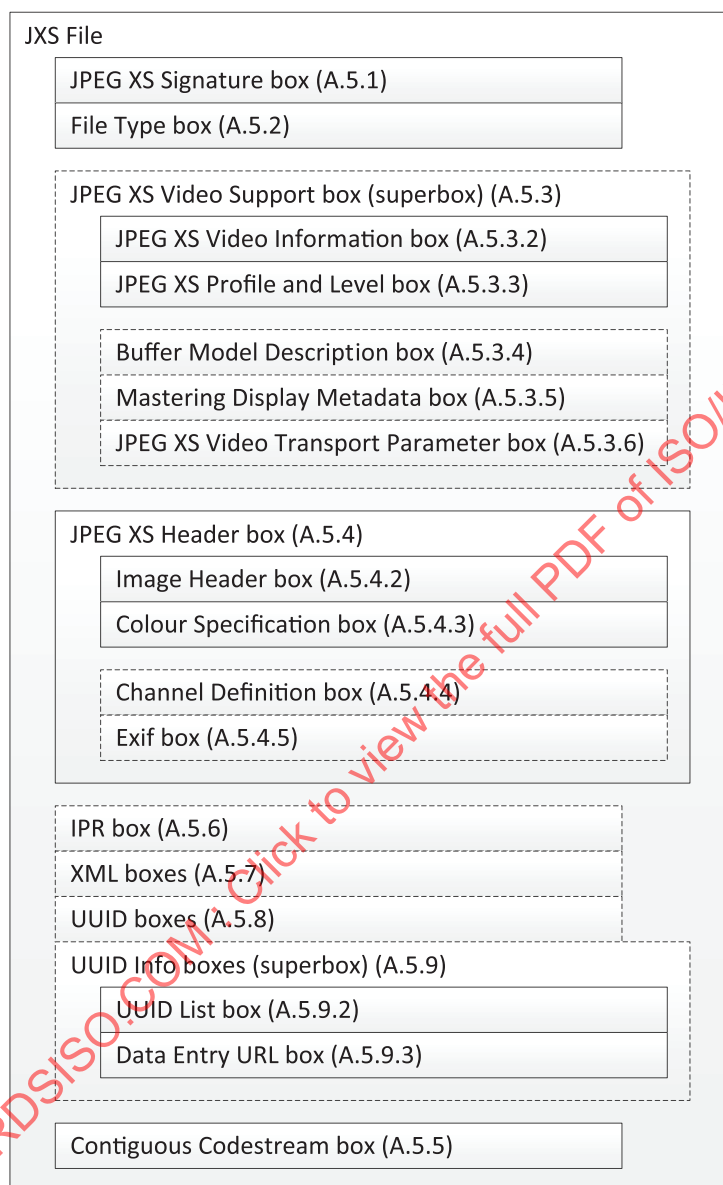 JXS File
JPEG XS Signature box (A.5.1)
File Type box (A.5.2)
JPEG XS Video Support box (superbox) (A.5.3)
JPEG XS Video Information box (A.5.3.2)
JPEG XS Profile and Level box (A.5.3.3)
Buffer Model Description box (A.5.3.4)
Mastering Display Metadata box (A.5.3.5)
JPEG XS Video Transport Parameter box (A.5.3.6)
JPEG XS Header box (A.5.4)
Image Header box (A.5.4.2)
Colour Specification box (A.5.4.3)
Channel Definition box (A.5.4.4)
Exif box (A.5.4.5)
IPR box (A.5.6)
XML boxes (A.5.7)
UUID boxes (A.5.8)
UUID Info boxes (superbox) (A.5.9)
UUID List box (A.5.9.2)
Data Entry URL box (A.5.9.3)
Contiguous Codestream box (A.5.5)
RDSISO.COM : Click to view the full PDF of ISO/